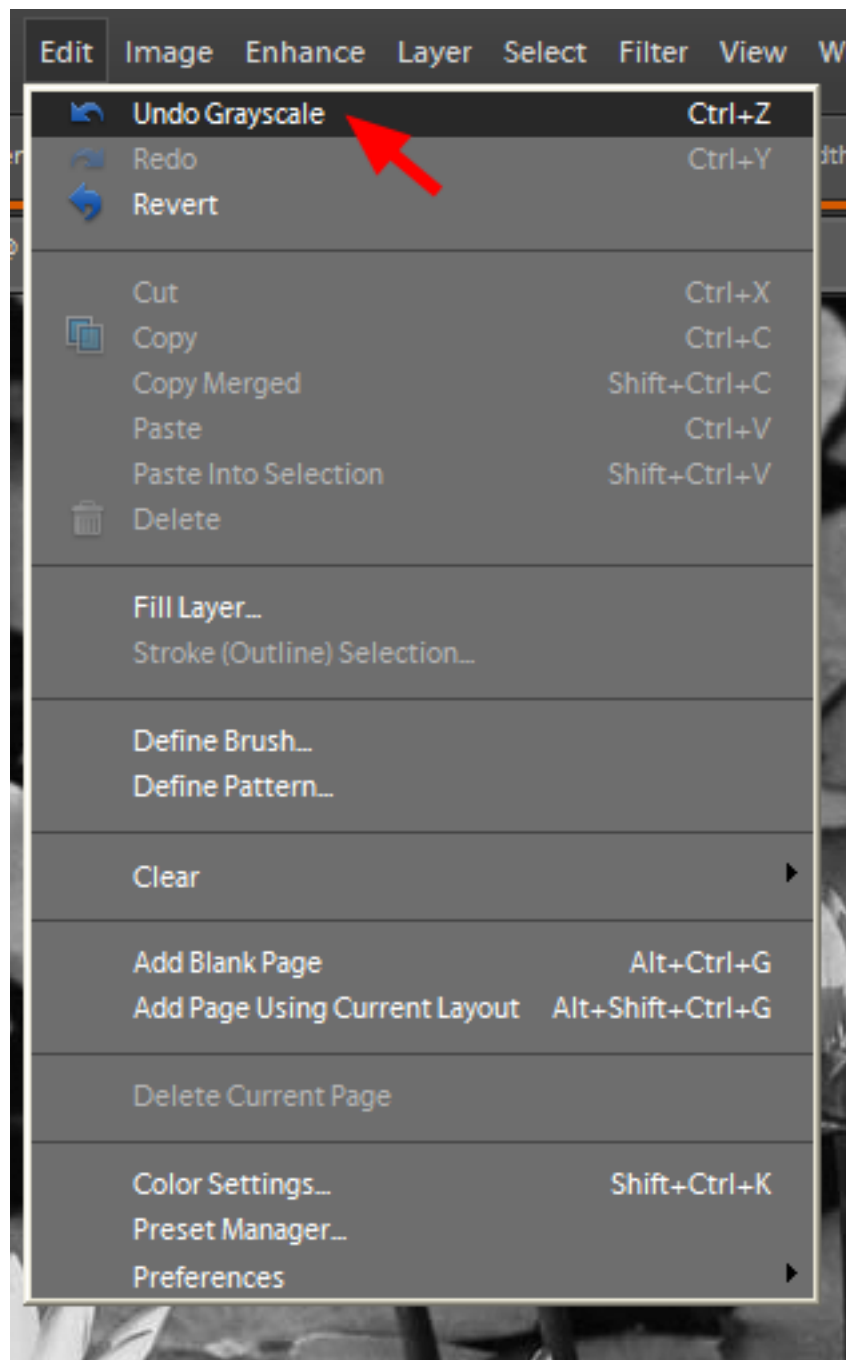 Edit Image Enhance Layer Select Filter View
Undo Grayscale Ctrl+Z
Redo Ctrl+Y
Revert
Cut Ctrl+X
Copy Ctrl+C
Copy Merged Shift+Ctrl+C
Paste Ctrl+V
Paste Into Selection Shift+Ctrl+V
Delete
Fill Layer...
Stroke (Outline) Selection...
Define Brush...
Define Pattern...
Clear
Add Blank Page Alt+Ctrl+G
Add Page Using Current Layout Alt+Shift+Ctrl+G
Delete Current Page
Color Settings... Shift+Ctrl+K
Preset Manager...
Preferences